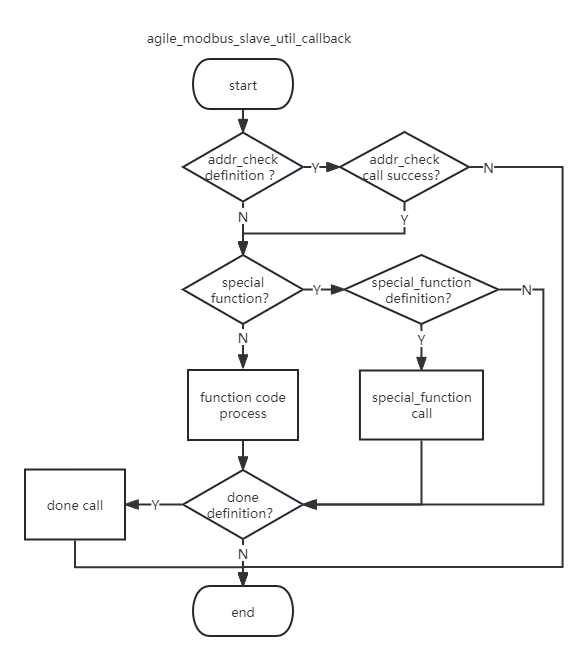 agile_modbus_slave_util_callback
start
addr_check
definition ?
Y
addr_check
call success?
N
N
Y
special
function?
Y
special_function
definition?
N
N
Y
function code
process
special_function
call
done call
Y
done
definition?
N
end